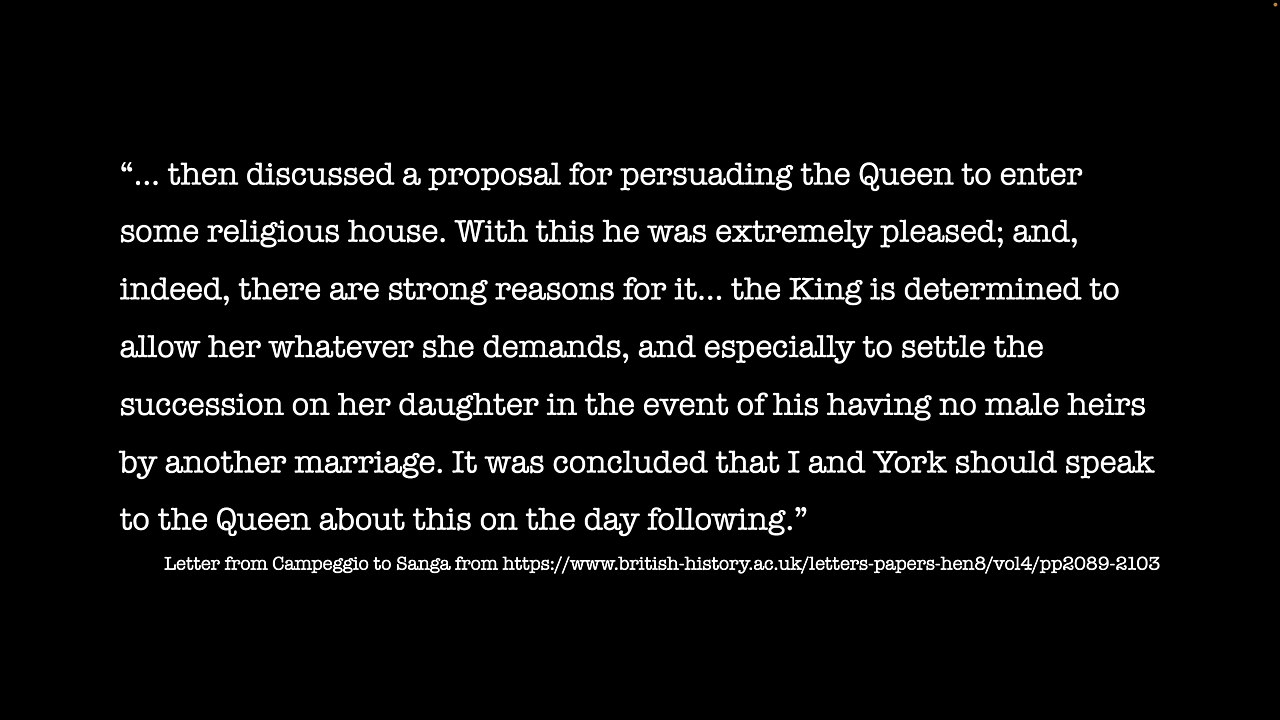 “... then discussed a proposal for persuading the Queen to enter
some religious house. With this he was extremely pleased; and,
indeed, there are strong reasons for it... the King is determined to
allow her whatever she demands, and especially to settle the
succession on her daughter in the event of his having no male heirs
by another marriage. It was concluded that I and York should speak
to the Queen about this on the day following.”
Letter from Campeggio to Sanga from https://www.british-history.ac.uk/letters-papers-hen8/vol4/pp2089-2103